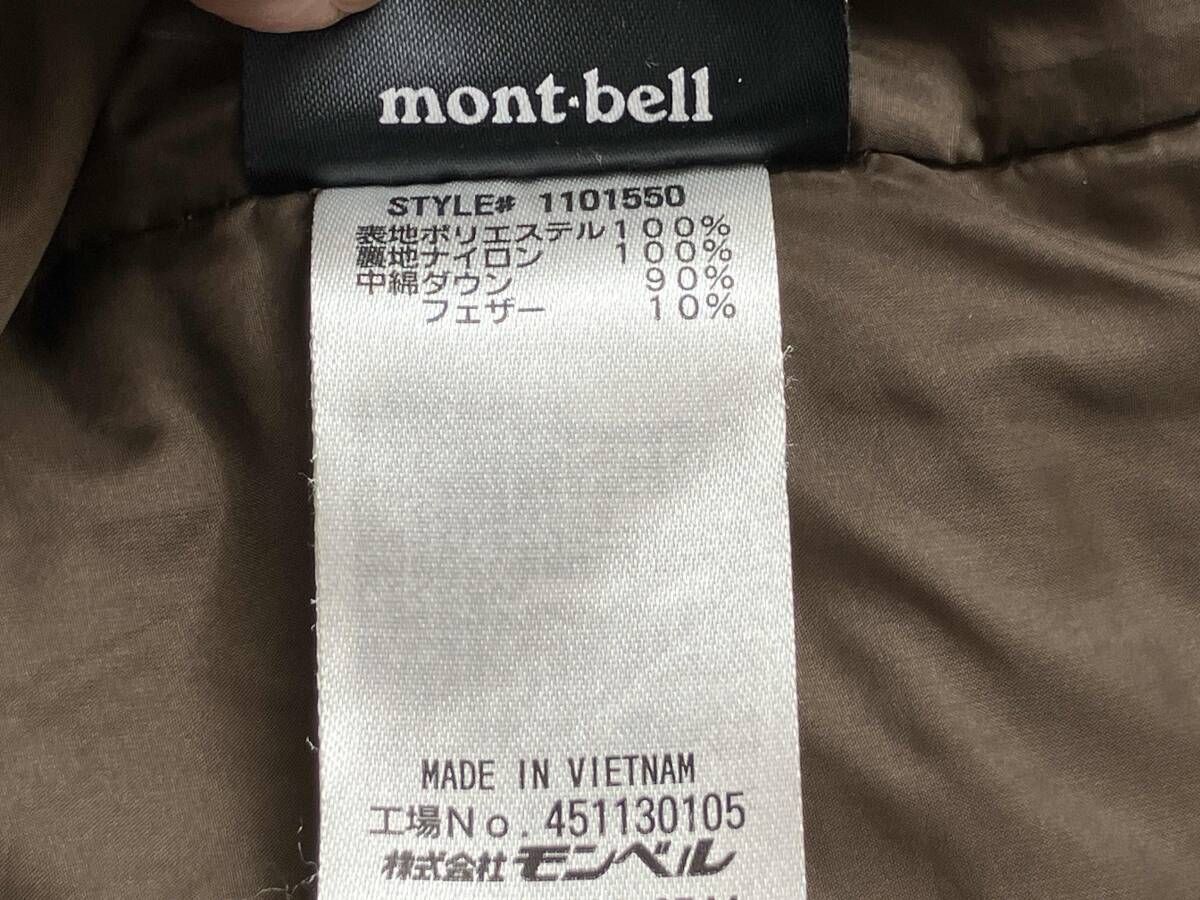 mont·bell
STYLE# 1101550
表地ポリエステル100%
裏地ナイロン 100%
中綿ダウン 90%
フェザー 10%
MADE IN VIETNAM
工場No. 451130105
株式会社モンベル